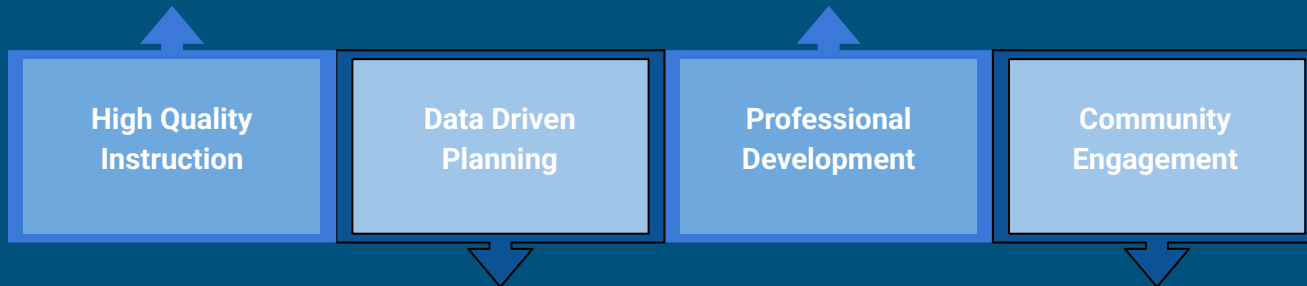 High Quality
Instruction
Data Driven
Planning
Professional
Development
Community
Engagement